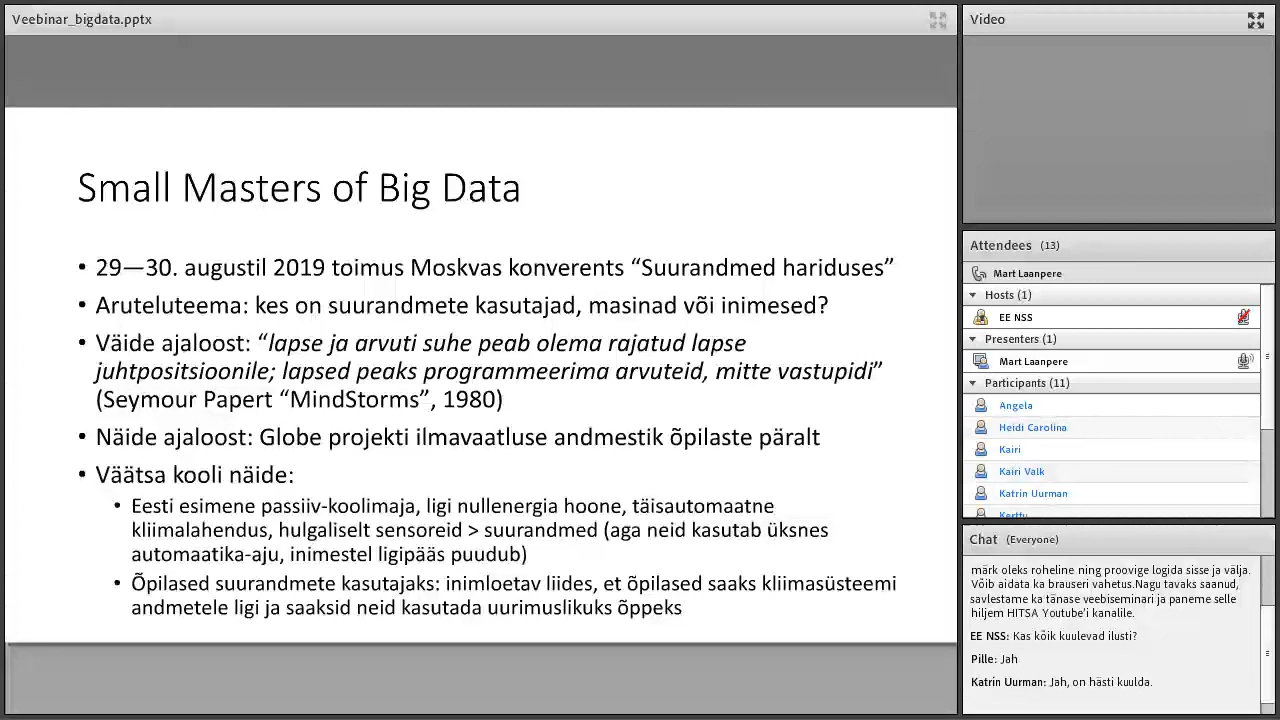 Veebinar_bigdata.pptx
Small Masters of Big Data
• 29—30. augustil 2019 toimus Moskvas konverents “Suurandmed hariduses”
• Aruteluteema: kes on suurandmete kasutajad, masinad või inimesed?
• Väide ajaloost: “lapse ja arvuti suhe peab olema rajatud lapse
juhtpositsioonile; lapsed peaks programmeerima arvuteid, mitte vastupidi”
(Seymour Papert “MindStorms”, 1980)
• Näide ajaloost: Globe projekti ilmavaatluse andmestik õpilaste päralt
• Väätsa kooli näide:
• Eesti esimene passiiv-koolimaja, ligi nullenergia hoone, täisautomaatne
kliimalahendus, hulgaliselt sensoreid > suurandmed (aga neid kasutab üksnes
automaatika-aju, inimestel ligipääs puudub)
• Õpilased suurandmete kasutajaks: inimloetav liides, et õpilased saaks kliimasüsteemi
andmetele ligi ja saaksid neid kasutada uurimuslikuks õppeks
Video
Attendees (13)
Mart Laanpere
Hosts (1)
EE NSS
Presenters (1)
Mart Laanpere
Participants (11)
Angela
Heidi Carolina
Kairi
Kairi Valk
Katrin Uurman
Kerttu
Chat (Everyone)
märk oleks roheline ning proovige logida sisse ja välja.
Võib aidata ka brauseri vahetus.Nagu tavaks saanud,
savlestame ka tänase veebiseminari ja paneme selle
hiljem HITSA Youtube'i kanalile.
EE NSS: Kas kõik kuulevad ilusti?
Pille: Jah
Katrin Uurman: Jah, on hästi kuulda.